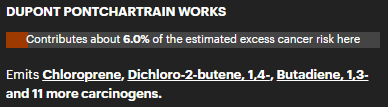 DUPONT PONTCHARTRAIN WORKS
Contributes about 6.0% of the estimated excess cancer risk here
Emits Chloroprene, Dichloro-2-butene, 1,4-, Butadiene, 1,3-
and 11 more carcinogens.